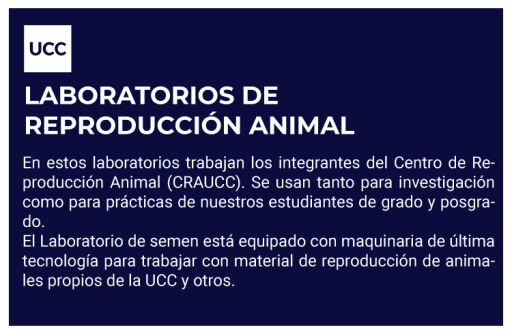 UCC
LABORATORIOS DE
REPRODUCCIÓN ANIMAL
En estos laboratorios trabajan los integrantes del Centro de Re-
producción Animal (CRAUCC). Se usan tanto para investigación
como para prácticas de nuestros estudiantes de grado y posgra-
do.
El Laboratorio de semen está equipado con maquinaria de última
tecnología para trabajar con material de reproducción de anima-
les propios de la UCC y otros.